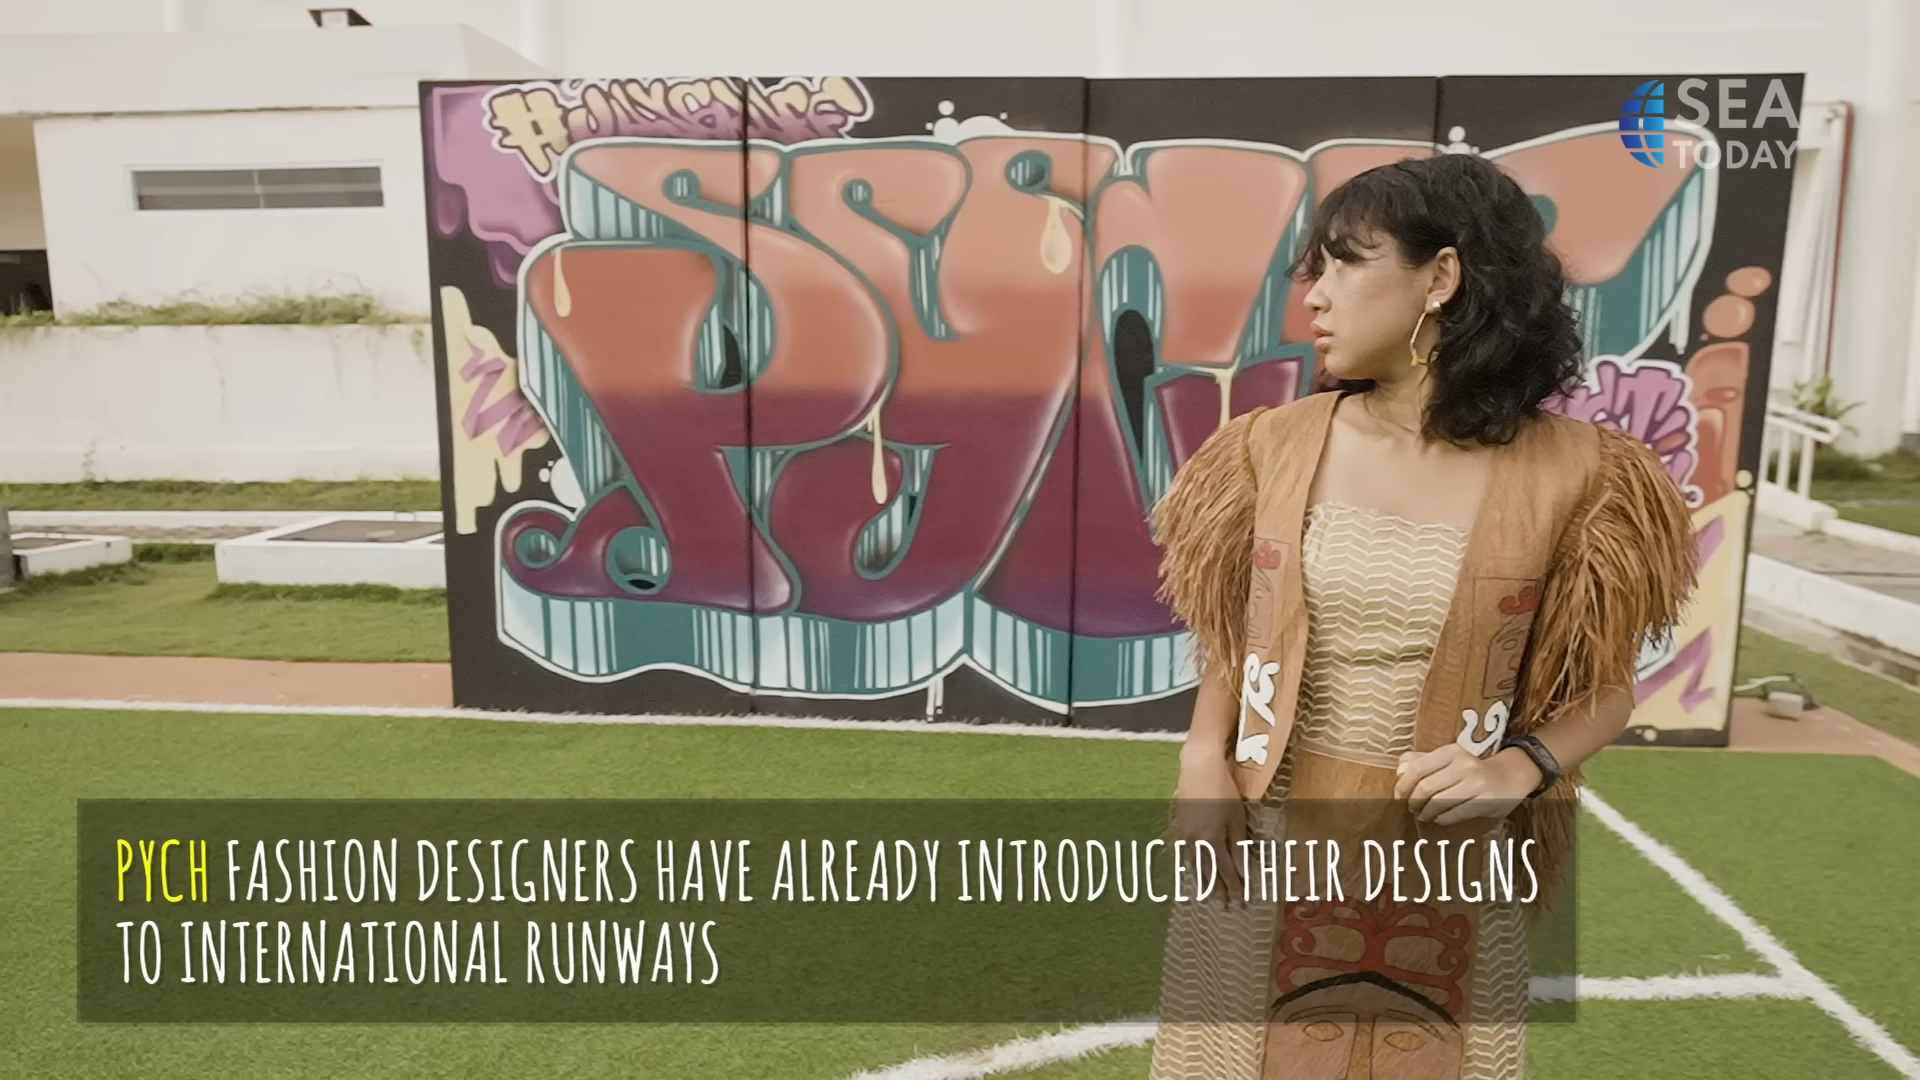 SEA
TODAY
PYCH FASHION DESIGNERS HAVE ALREADY INTRODUCED THEIR DESIGNS
TO INTERNATIONAL RUNWAYS